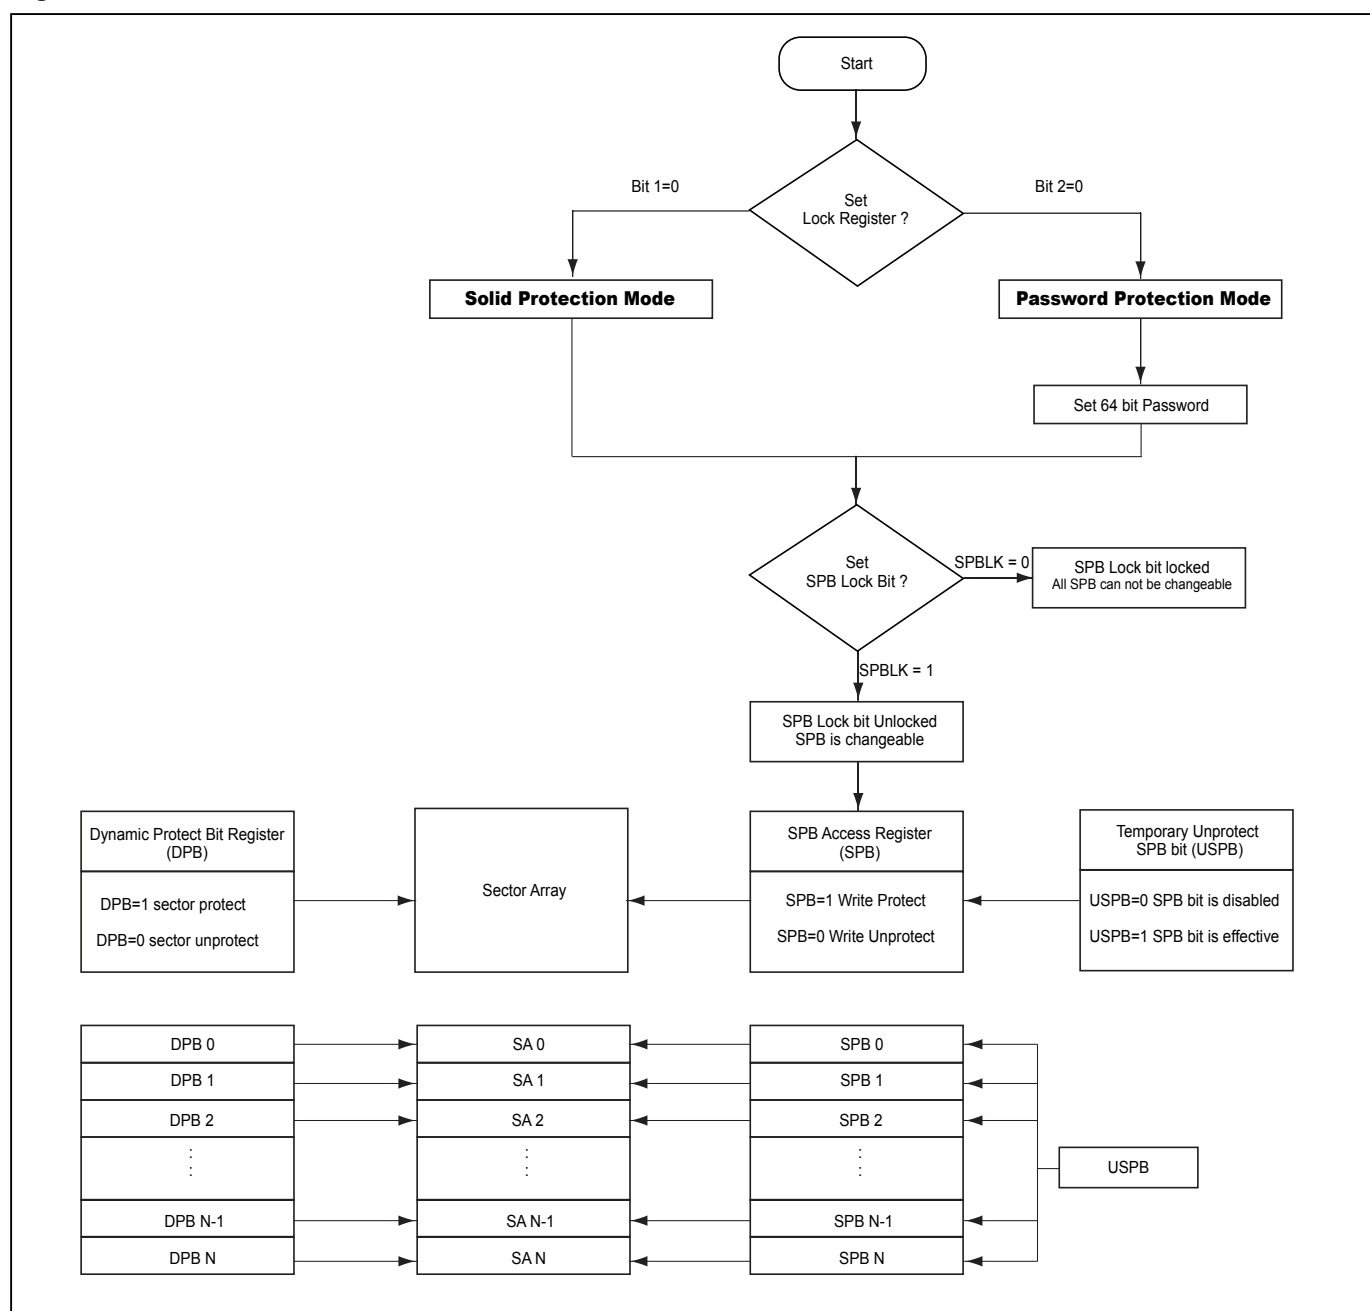 Start
Bit 1=0
Bit 2=0
Set
Lock Register ?
Solid Protection Mode
Password Protection Mode
Set 64 bit Password
Set
SPB Lock Bit ?
SPBLK = 0
SPB Lock bit locked
All SPB can not be changeable
SPBLK = 1
SPB Lock bit Unlocked
SPB is changeable
Dynamic Protect Bit Register
(DPB)
DPB=1 sector protect
DPB=0 sector unprotect
Sector Array
SPB Access Register
(SPB)
SPB=1 Write Protect
SPB=0 Write Unprotect
Temporary Unprotect
SPB bit (USPB)
USPB=0 SPB bit is disabled
USPB=1 SPB bit is effective
DPB 0
SA 0
SPB 0
DPB 1
SA 1
SPB 1
DPB 2
SA 2
SPB 2
USPB
DPB N-1
SA N-1
SPB N-1
DPB N
SA N
SPB N